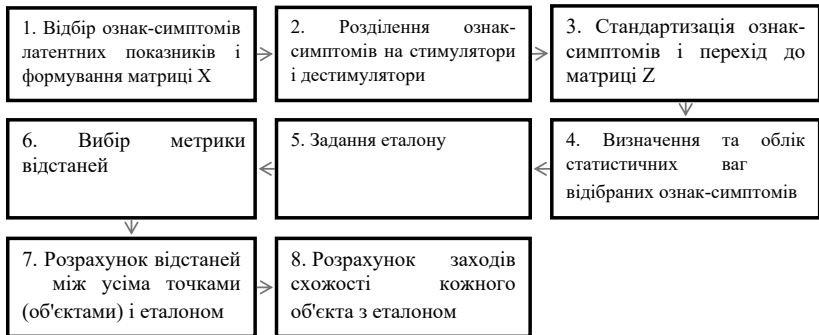 1. Відбір ознак-симптомів
латентних показників і
формування матриці X
2. Розділення ознак-
симптомів на стимулятори
і дестимулятори
3. Стандартизація ознак-
симптомів і перехід до
матриці Z
4. Визначення та облік
статистичних ваг
відібраних ознак-симптомів
5. Задання еталону
6. Вибір метрики
відстаней
7. Розрахунок відстаней
між усіма точками
(об'єктами) і еталоном
8. Розрахунок заходів
схожості кожного
об'єкта з еталоном